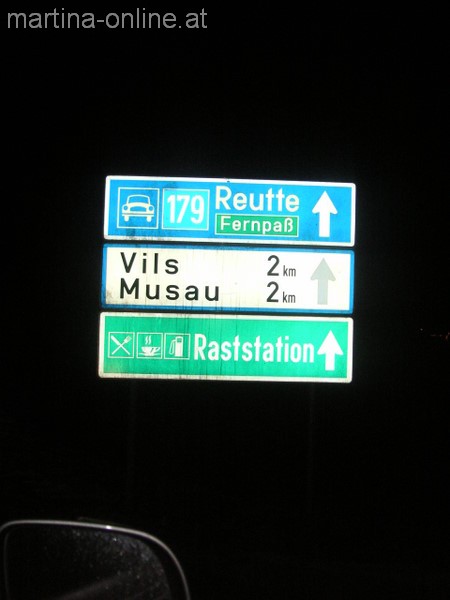 martina-online.at
179 Reutte
Fernpaß
Vils 2 km
Musau 2 km
Raststation